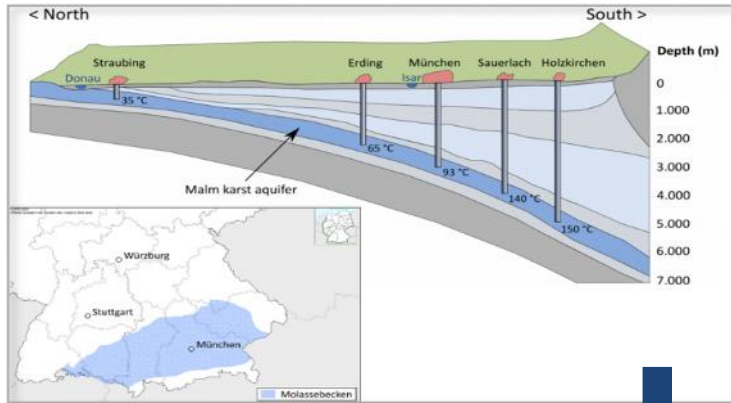 < North
South >
Depth (m)
Straubing
Erding
München
Sauerlach
Holzkirchen
Donau
Isar
0
1.000
2.000
3.000
4.000
5.000
6.000
7.000
35 °C
65 °C
93 °C
140 °C
150 °C
Malm karst aquifer
Würzburg
Stuttgart
München
Molassebecken